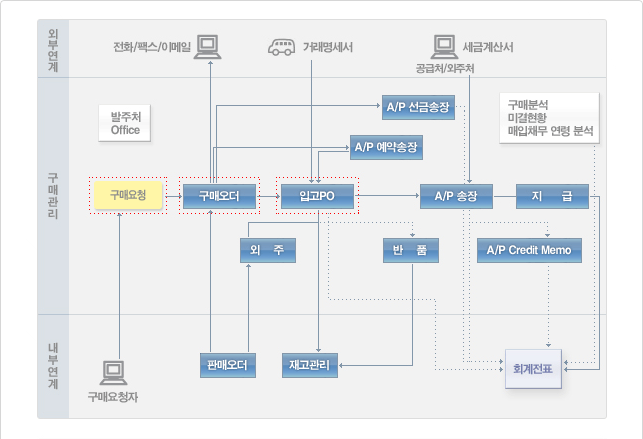 외부연계
전화/팩스/이메일
거래명세서
세금계산서
공급처/외주처
구매관리
발주처
Office
A/P 선금송장
구매분석
미결현황
매입채무 연령 분석
A/P 예약송장
구매요청
구매오더
입고PO
A/P 송장
지 급
외 주
반 품
A/P Credit Memo
내부연계
판매오더
재고관리
회계전표
구매요청자